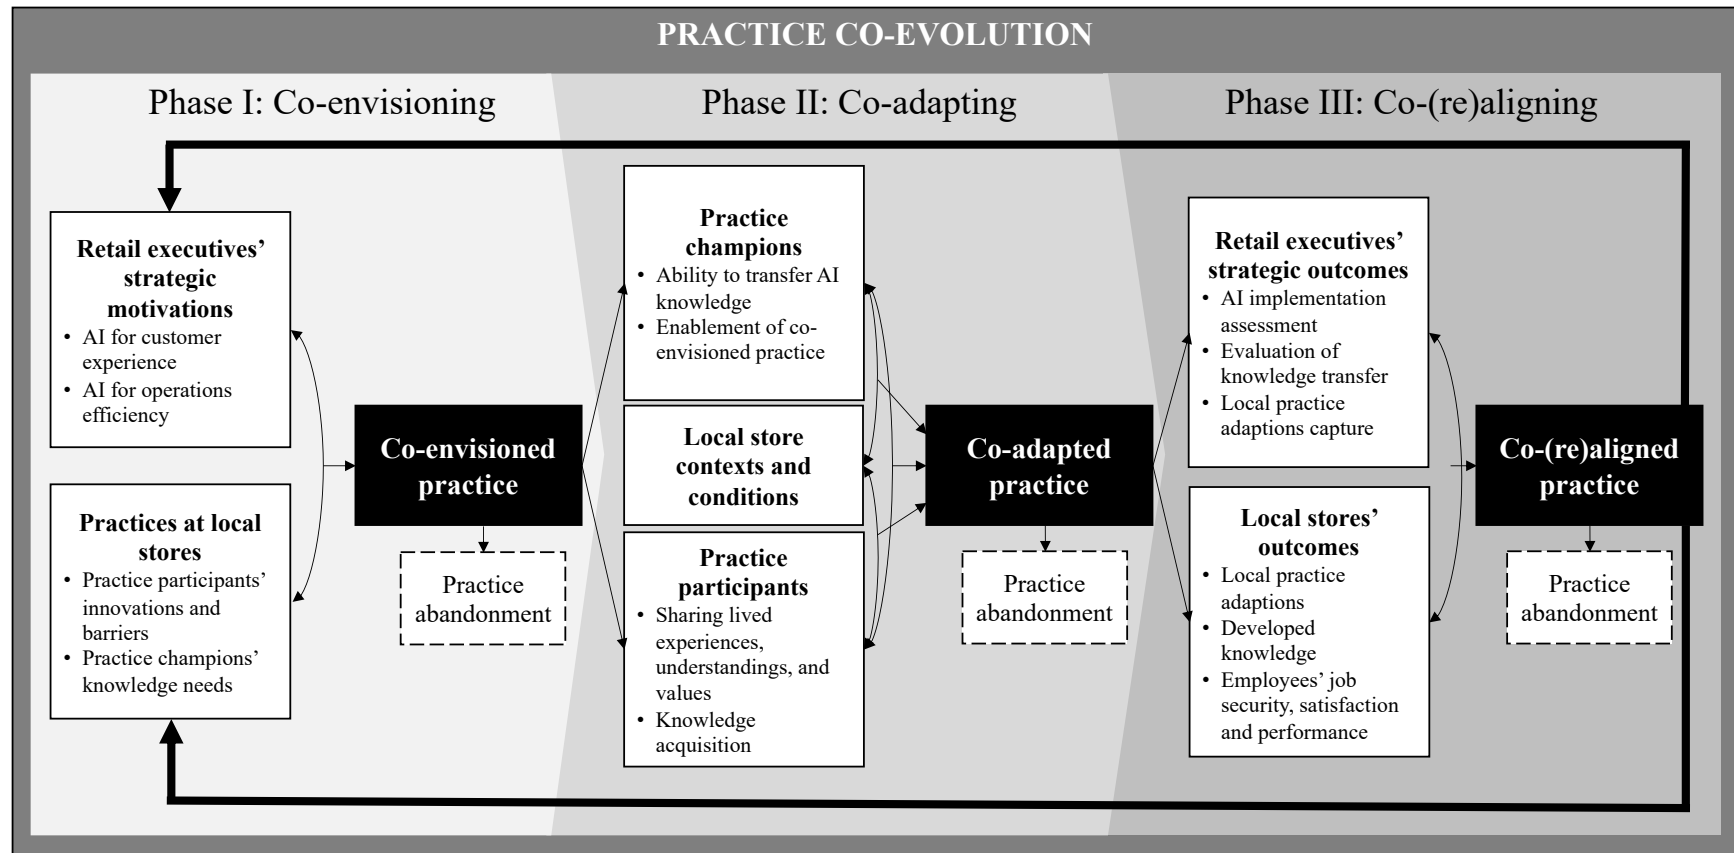 PRACTICE CO-EVOLUTION
Phase I: Co-envisioning
Retail executives’
strategic
motivations
• AI for customer
experience
• AI for operations
efficiency
Practices at local
stores
• Practice participants’
innovations and
barriers
• Practice champions’
knowledge needs
Co-envisioned
practice
Practice
abandonment
Phase II: Co-adapting
Practice
champions
• Ability to transfer AI
knowledge
• Enablement of co-
envisioned practice
Local store
contexts and
conditions
Practice
participants
• Sharing lived
experiences,
understandings, and
values
• Knowledge
acquisition
Co-adapted
practice
Practice
abandonment
Phase III: Co-(re)aligning
Retail executives’
strategic outcomes
• AI implementation
assessment
• Evaluation of
knowledge transfer
• Local practice
adaptions capture
Local stores’
outcomes
• Local practice
adaptions
• Developed
knowledge
• Employees’ job
security, satisfaction
and performance
Co-(re)aligned
practice
Practice
abandonment